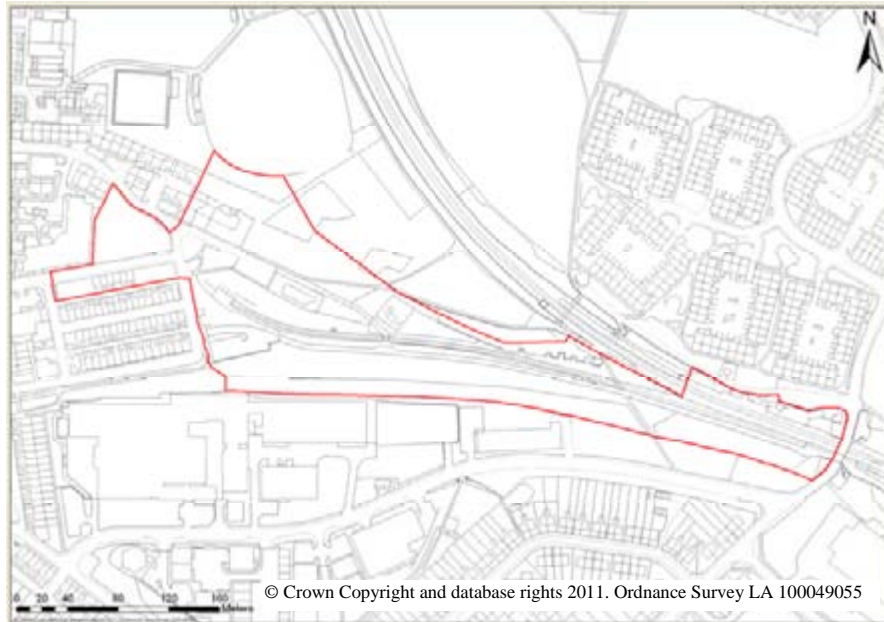 N
0 20 40 80 120 160
Meters
© Crown Copyright and database rights 2011. Ordnance Survey LA 100049055